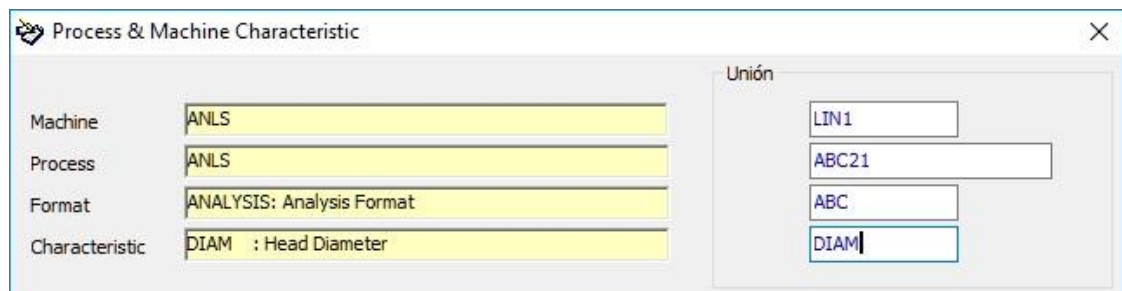 Process & Machine Characteristic
Unión
Machine ANLS LIN1
Process ANLS ABC21
Format ANALYSIS: Analysis Format ABC
Characteristic DIAM : Head Diameter DIAM